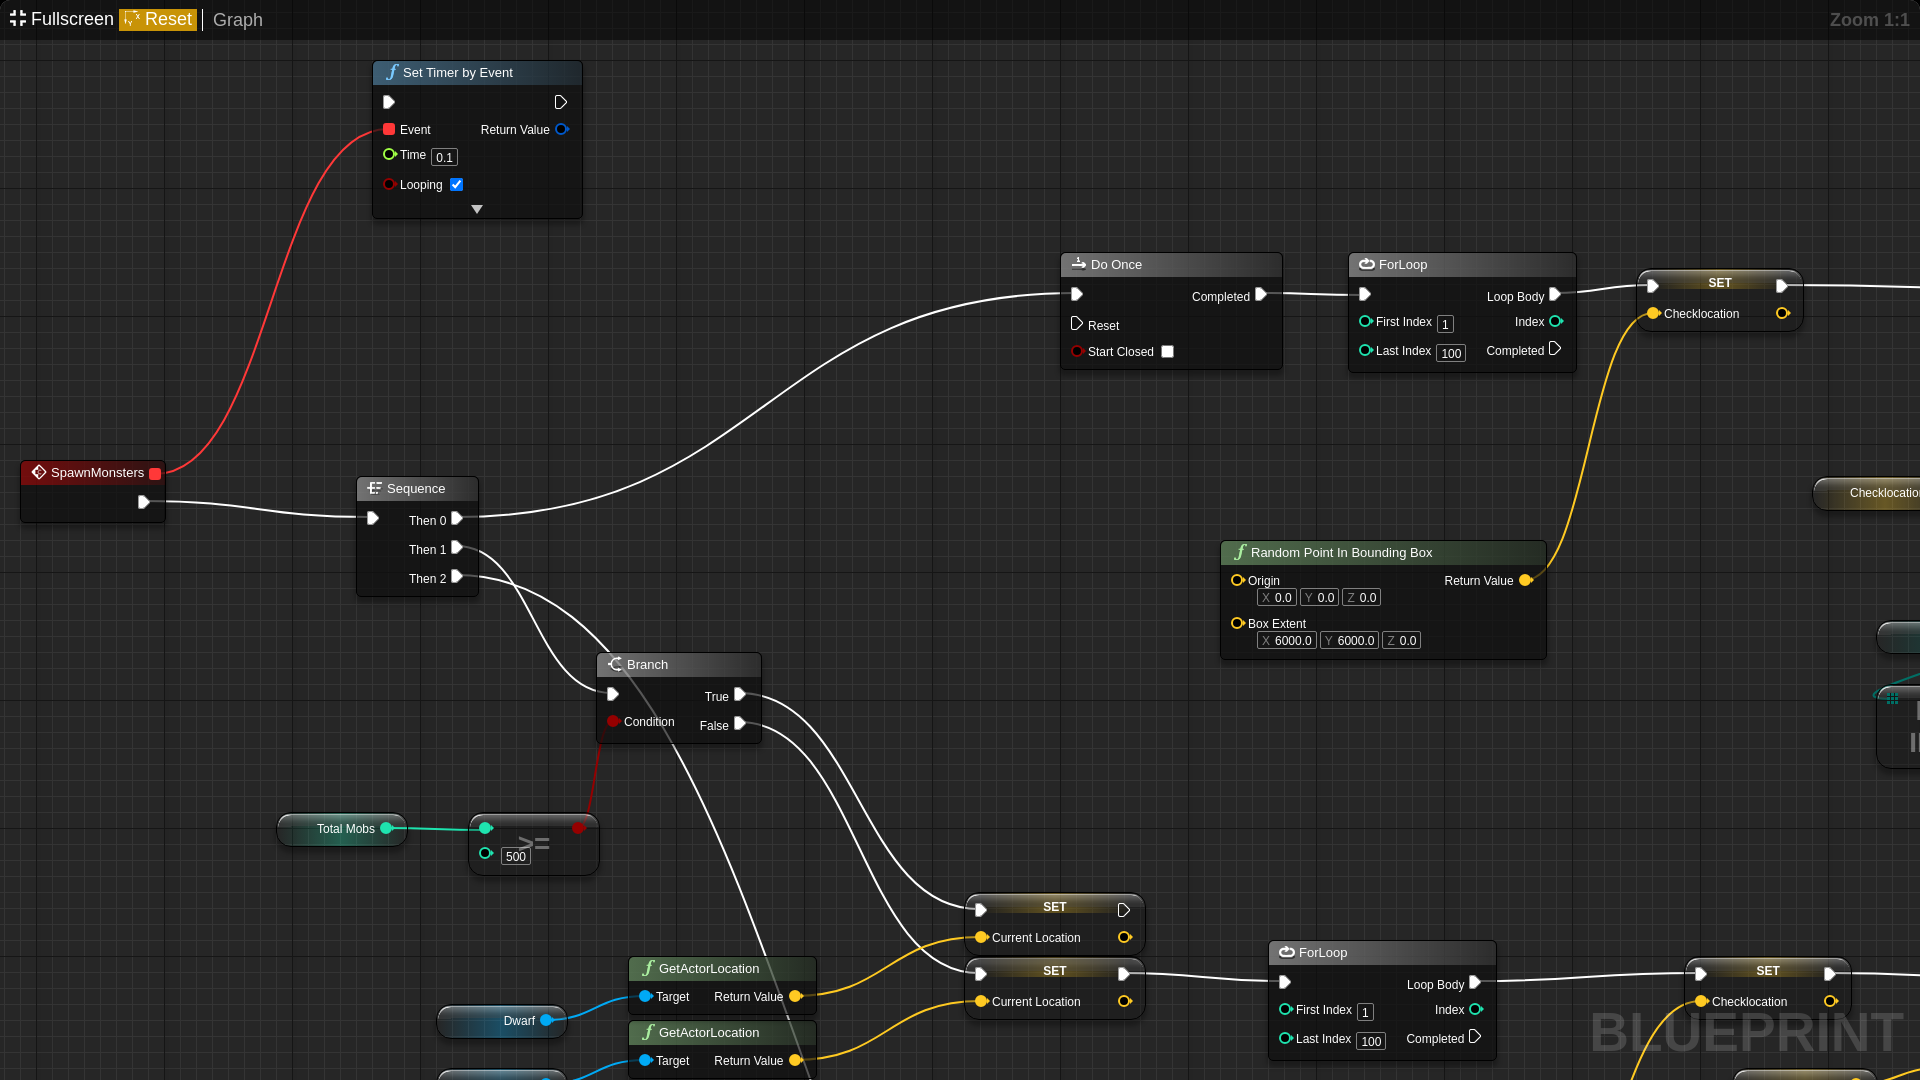 Fullscreen Reset Graph Zoom 1:1
Set Timer by Event
Event Return Value
Time 0.1
Looping
Do Once
Completed
Reset
Start Closed
ForLoop
Loop Body
First Index 1 Index
Last Index 100 Completed
SET
Checklocation
SpawnMonsters
Sequence
Then 0
Then 1
Then 2
Random Point In Bounding Box
Origin Return Value
X 0.0 Y 0.0 Z 0.0
Box Extent
X 6000.0 Y 6000.0 Z 0.0
Branch
True
Condition False
Total Mobs
>=
500
SET
Current Location
SET
Current Location
GetActorLocation
Target Return Value
Dwarf
GetActorLocation
Target Return Value
ForLoop
Loop Body
First Index 1 Index
Last Index 100 Completed
SET
Checklocation
BLUEPRINT